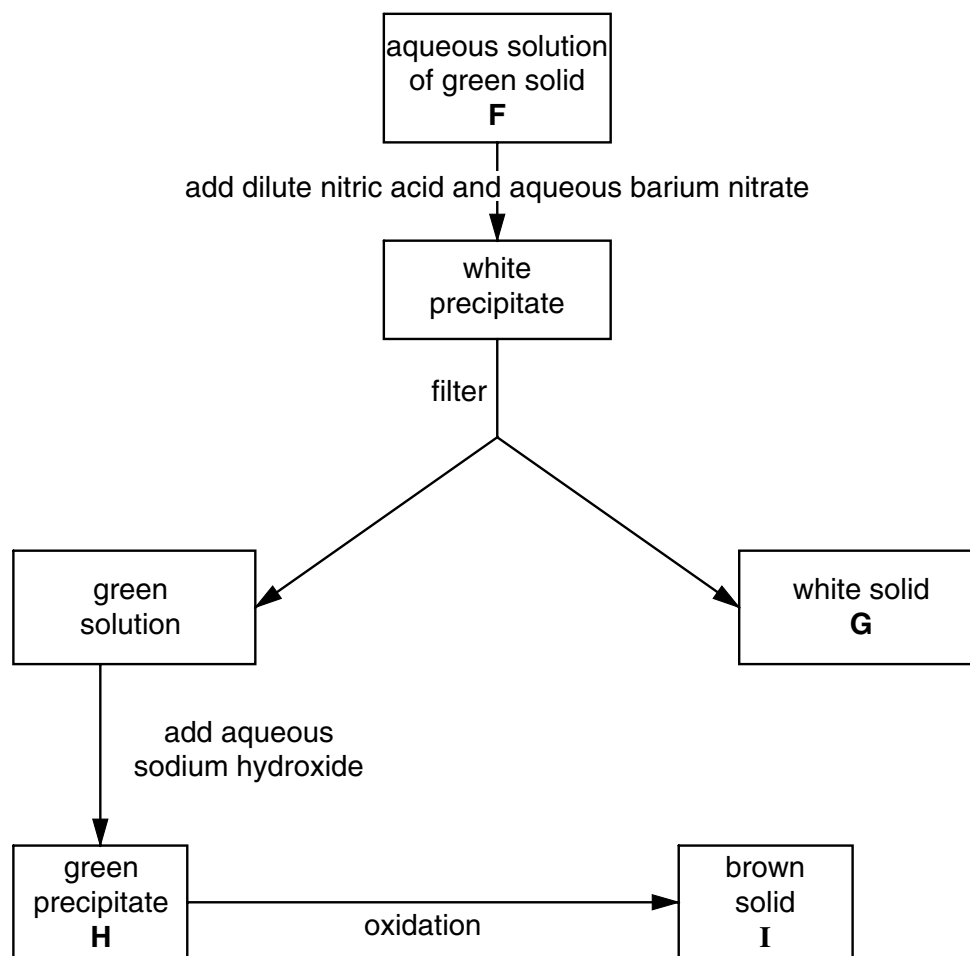 aqueous solution
of green solid
F
add dilute nitric acid and aqueous barium nitrate
white
precipitate
filter
green
solution
white solid
G
add aqueous
sodium hydroxide
green
precipitate
H
oxidation
brown
solid
I